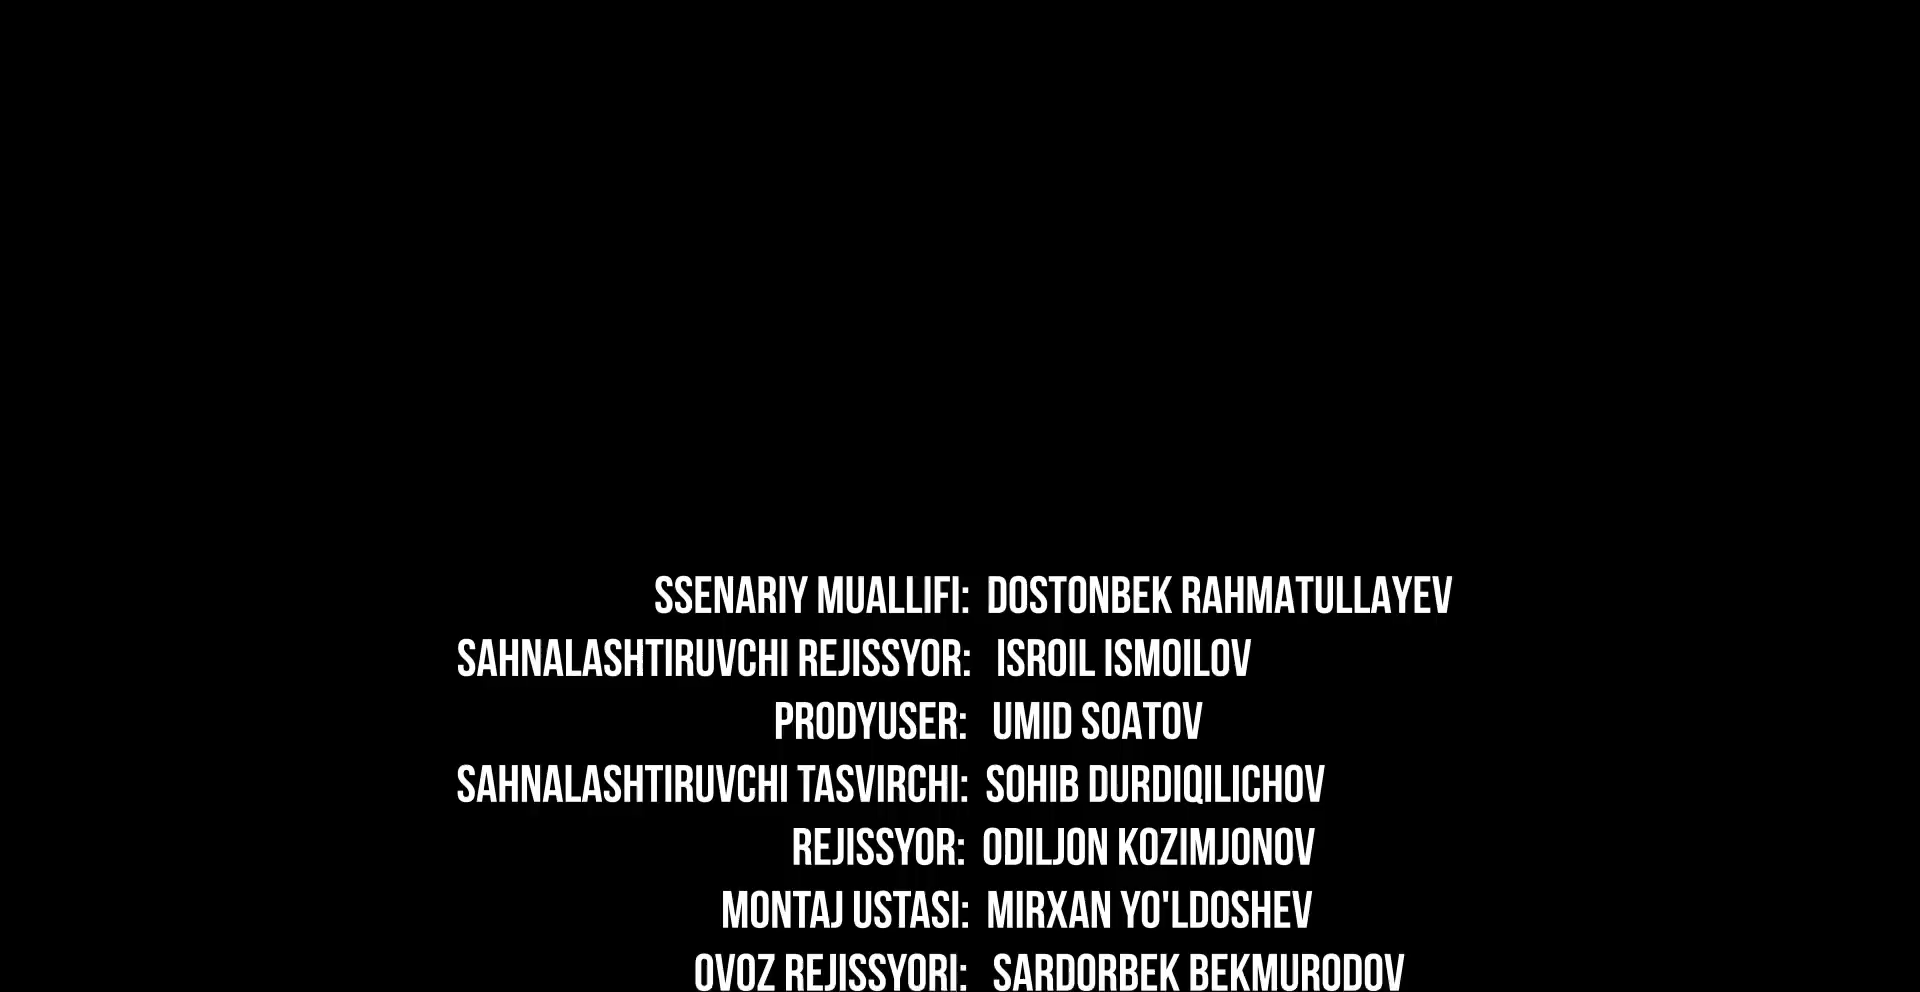 SSENARIY MUALLIFI: DOSTONBEK RAHMATULLAYEV
SAHNALASHTIRUVCHI REJISSYOR: ISROIL ISMOILOV
PRODYUSER: UMID SOATOV
SAHNALASHTIRUVCHI TASVIRCHI: SOHIB DURDIQILICHOV
REJISSYOR: ODILJON KOZIMJONOV
MONTAJ USTASI: MIRXAN YO'LDOSHEV
OVOZ REJISSYORI: SARDORBEK BEKMURODOV